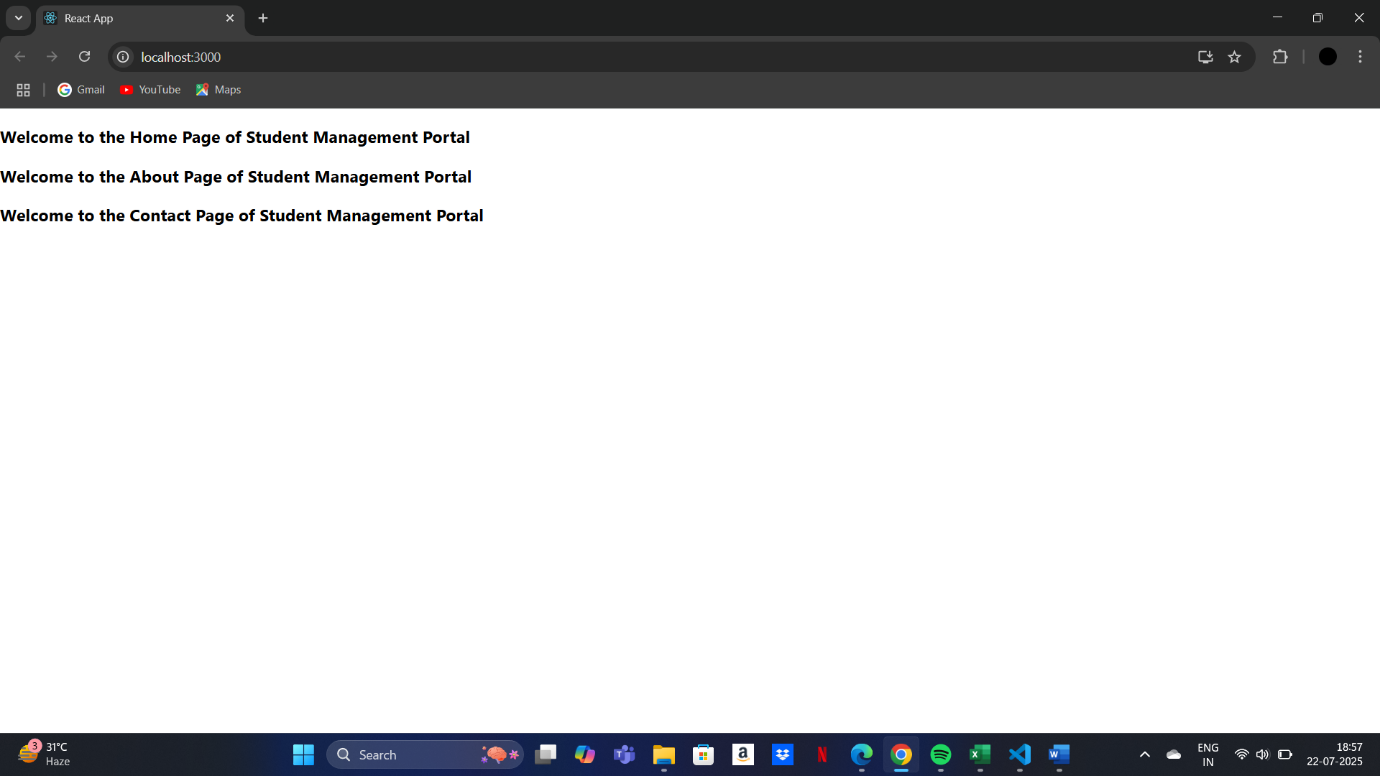 React App
localhost:3000
Gmail YouTube Maps
Welcome to the Home Page of Student Management Portal
Welcome to the About Page of Student Management Portal
Welcome to the Contact Page of Student Management Portal
3 31°C
Haze
Search
ENG
IN
18:57
22-07-2025